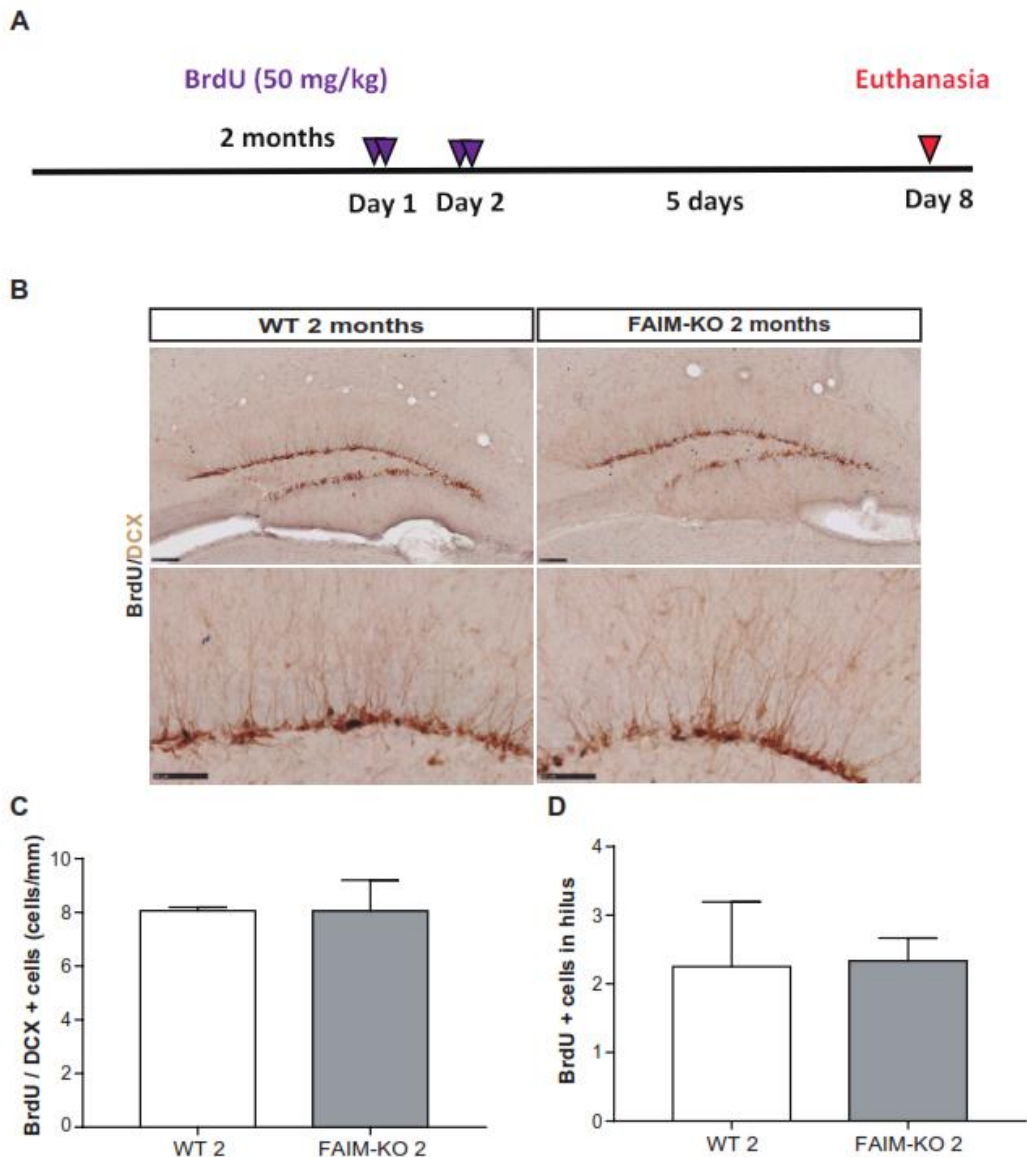 A
BrdU (50 mg/kg)
Euthanasia
2 months
Day 1
Day 2
5 days
Day 8
B
WT 2 months
FAIM-KO 2 months
BrdU/DCX
C
BrdU / DCX + cells (cells/mm)
10
8
6
4
2
0
WT 2
FAIM-KO 2
D
BrdU + cells in hilus
4
3
2
1
0
WT 2
FAIM-KO 2